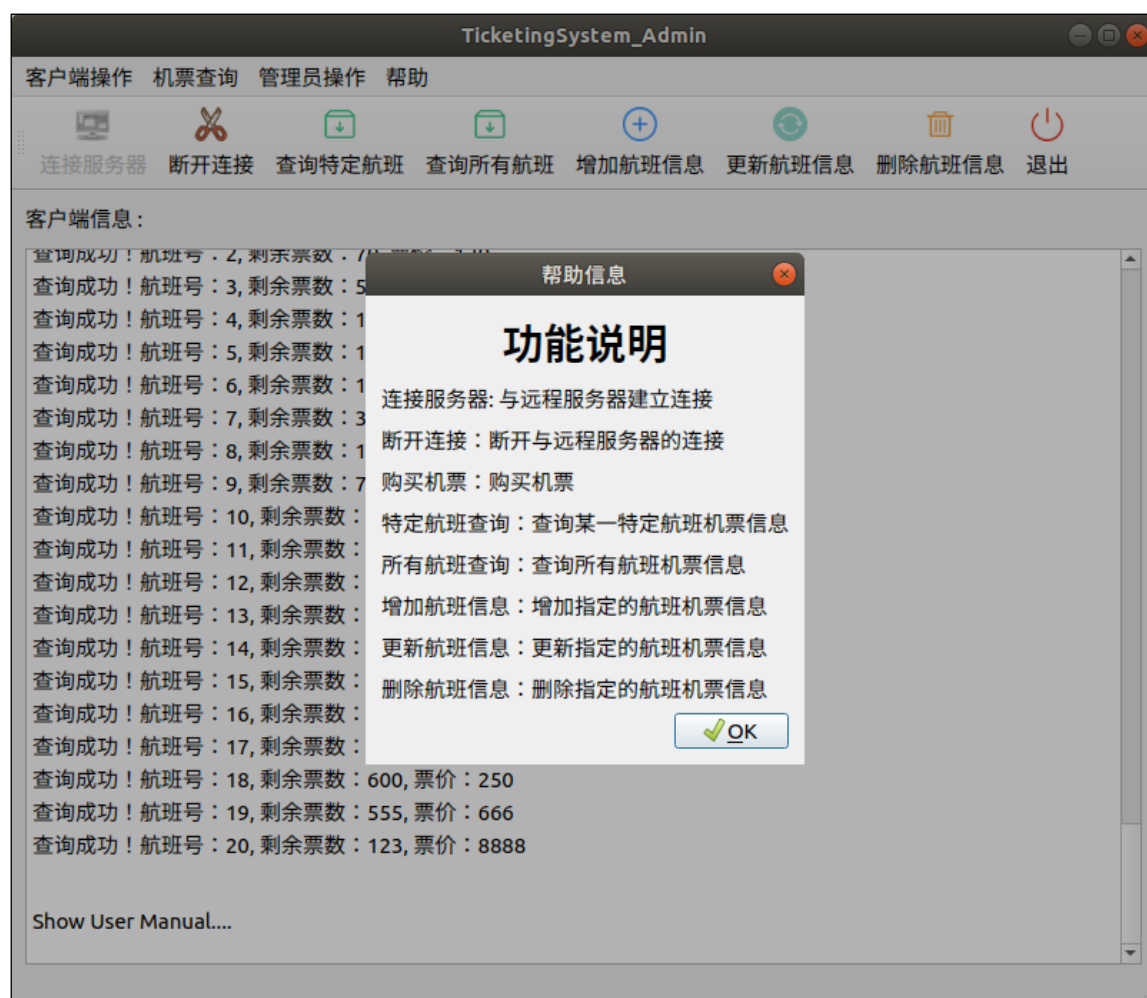 TicketingSystem_Admin
客户端操作 机票查询 管理员操作 帮助
连接服务器 断开连接 查询特定航班 查询所有航班 增加航班信息 更新航班信息 删除航班信息 退出
客户端信息:
查询成功!航班号:2, 剩余票数:
查询成功!航班号:3, 剩余票数:5
查询成功!航班号:4, 剩余票数:1
查询成功!航班号:5, 剩余票数:1
查询成功!航班号:6, 剩余票数:1
查询成功!航班号:7, 剩余票数:3
查询成功!航班号:8, 剩余票数:1
查询成功!航班号:9, 剩余票数:7
查询成功!航班号:10, 剩余票数:
查询成功!航班号:11, 剩余票数:
查询成功!航班号:12, 剩余票数:
查询成功!航班号:13, 剩余票数:
查询成功!航班号:14, 剩余票数:
查询成功!航班号:15, 剩余票数:
查询成功!航班号:16, 剩余票数:
查询成功!航班号:17, 剩余票数:
查询成功!航班号:18, 剩余票数:600, 票价:250
查询成功!航班号:19, 剩余票数:555, 票价:666
查询成功!航班号:20, 剩余票数:123, 票价:8888
Show User Manual....
帮助信息
功能说明
连接服务器: 与远程服务器建立连接
断开连接:断开与远程服务器的连接
购买机票:购买机票
特定航班查询:查询某一特定航班机票信息
所有航班查询:查询所有航班机票信息
增加航班信息:增加指定的航班机票信息
更新航班信息:更新指定的航班机票信息
删除航班信息:删除指定的航班机票信息
OK